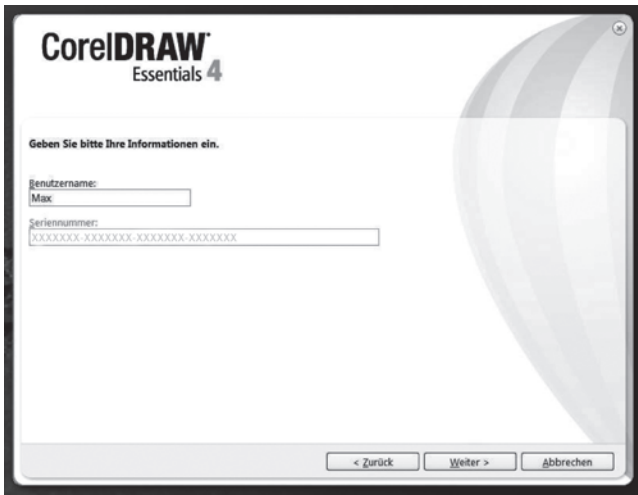 CorelDRAW
Essentials 4
Geben Sie bitte Ihre Informationen ein.
Benutzername:
Max
Seriennummer:
XXXXXXX-XXXXXXX-XXXXXXX-XXXXXXX
< Zurück Weiter > Abbrechen